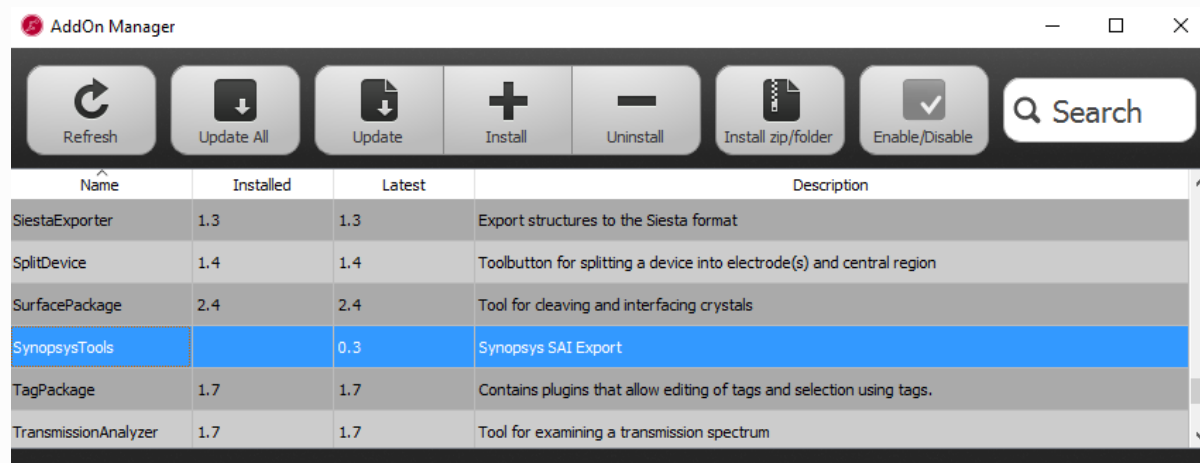 AddOn Manager
Refresh Update All Update Install Uninstall Install zip/folder Enable/Disable Search
Name Installed Latest Description
SiestaExporter 1.3 1.3 Export structures to the Siesta format
SplitDevice 1.4 1.4 Toolbutton for splitting a device into electrode(s) and central region
SurfacePackage 2.4 2.4 Tool for cleaving and interfacing crystals
SynopsysTools 0.3 Synopsys SAI Export
TagPackage 1.7 1.7 Contains plugins that allow editing of tags and selection using tags.
TransmissionAnalyzer 1.7 1.7 Tool for examining a transmission spectrum